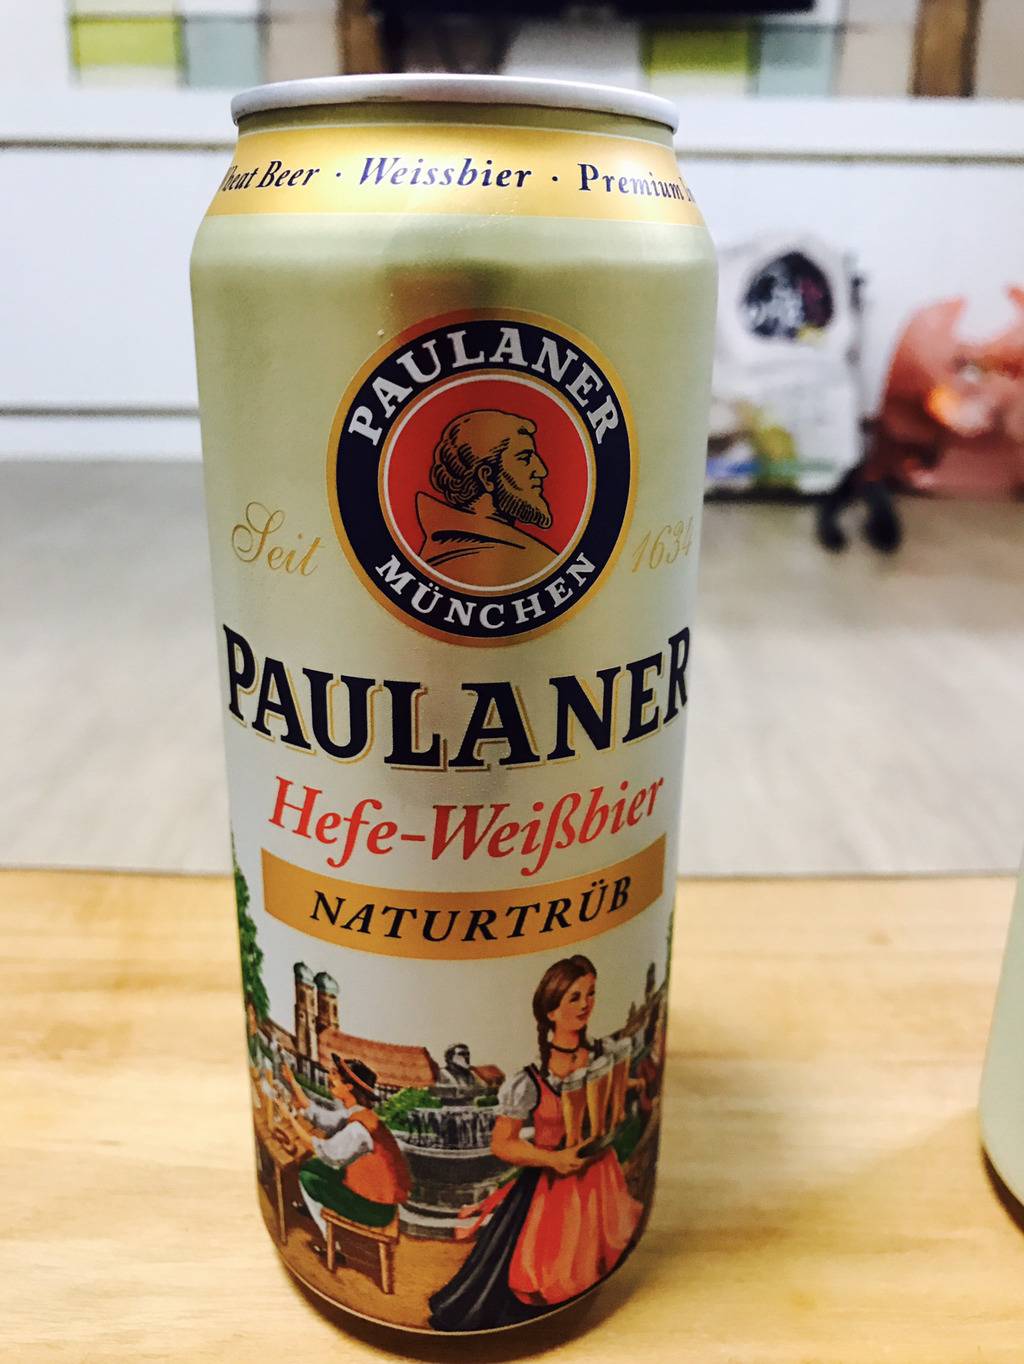 Beer · Weissbier · Premium
PAULANER
MÜNCHEN
Seit 1634
PAULANER
Hefe-Weißbier
NATURTRÜB